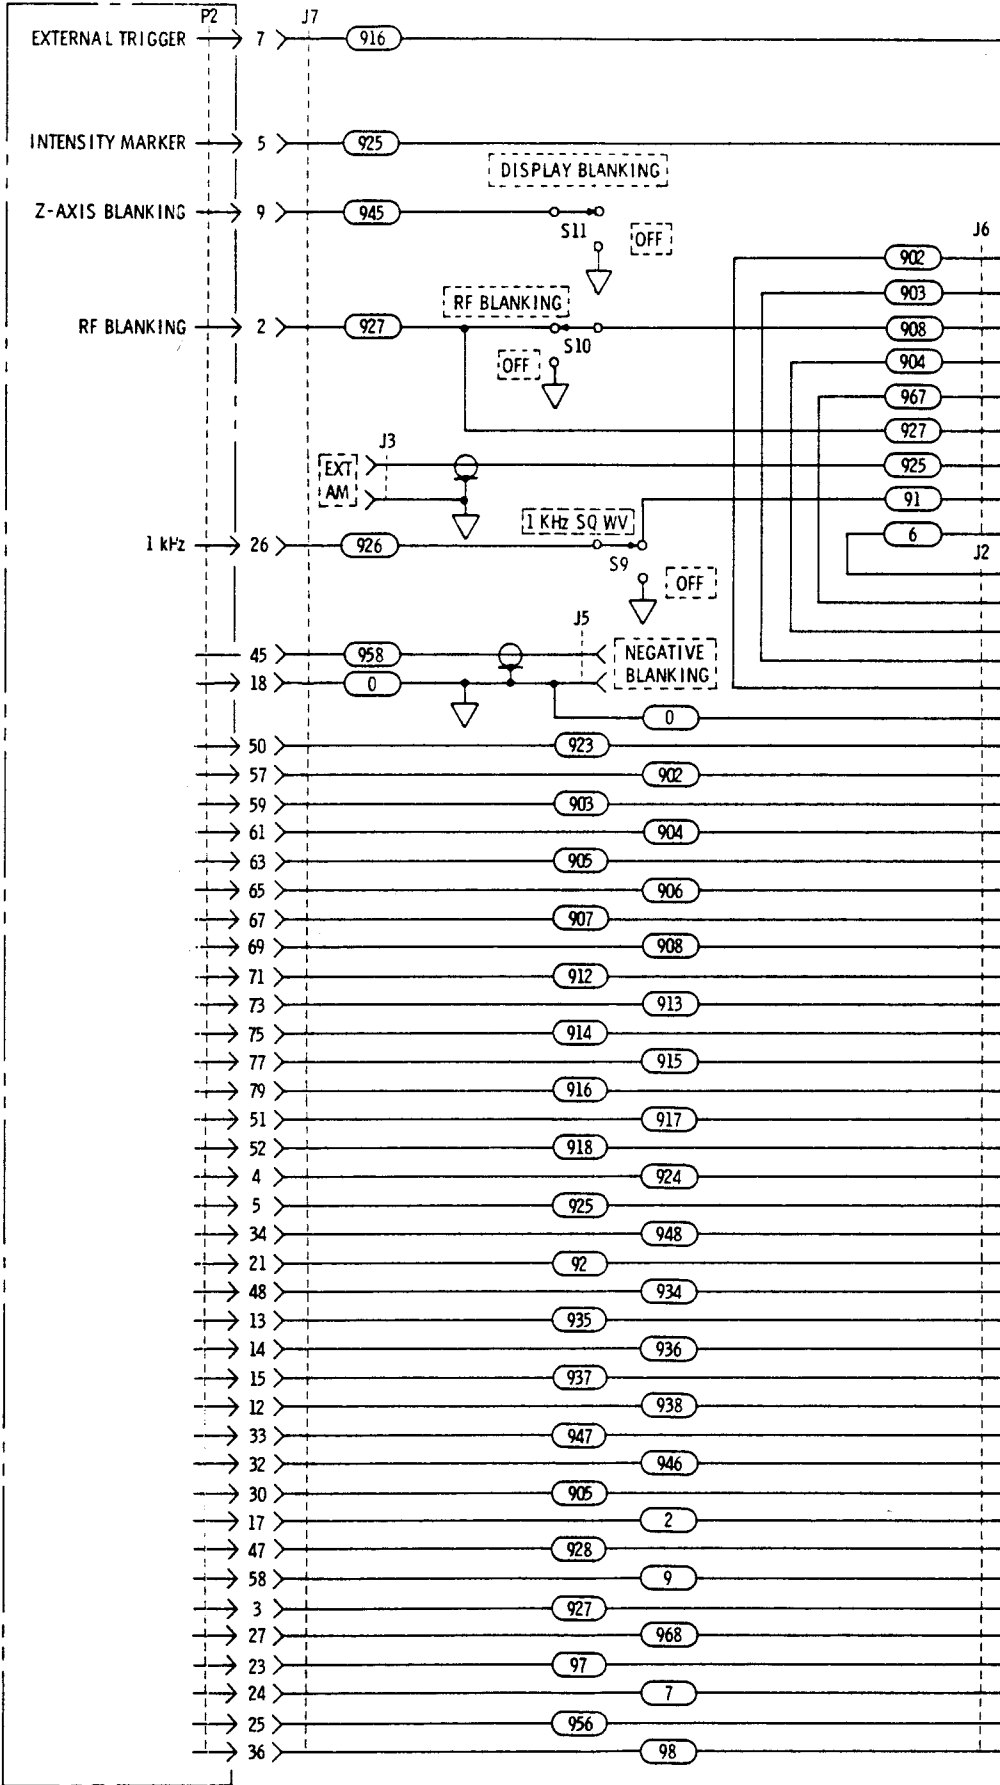 P2 J7
EXTERNAL TRIGGER 7 916
INTENSITY MARKER 5 925
DISPLAY BLANKING
Z-AXIS BLANKING 9 945
S11 OFF
J6
902
903
RF BLANKING
RF BLANKING 2 927 908
S10
OFF
904
967
927
J3
EXT AM 925
91
1 KHz SQ WV
6
1 kHz 26 926
S9
J2
OFF
J5
45 958 NEGATIVE
18 0 BLANKING
0
50 923
57 902
59 903
61 904
63 905
65 906
67 907
69 908
71 912
73 913
75 914
77 915
79 916
51 917
52 918
4 924
5 925
34 948
21 92
48 934
13 935
14 936
15 937
12 938
33 947
32 946
30 905
17 2
47 928
58 9
3 927
27 968
23 97
24 7
25 956
36 98